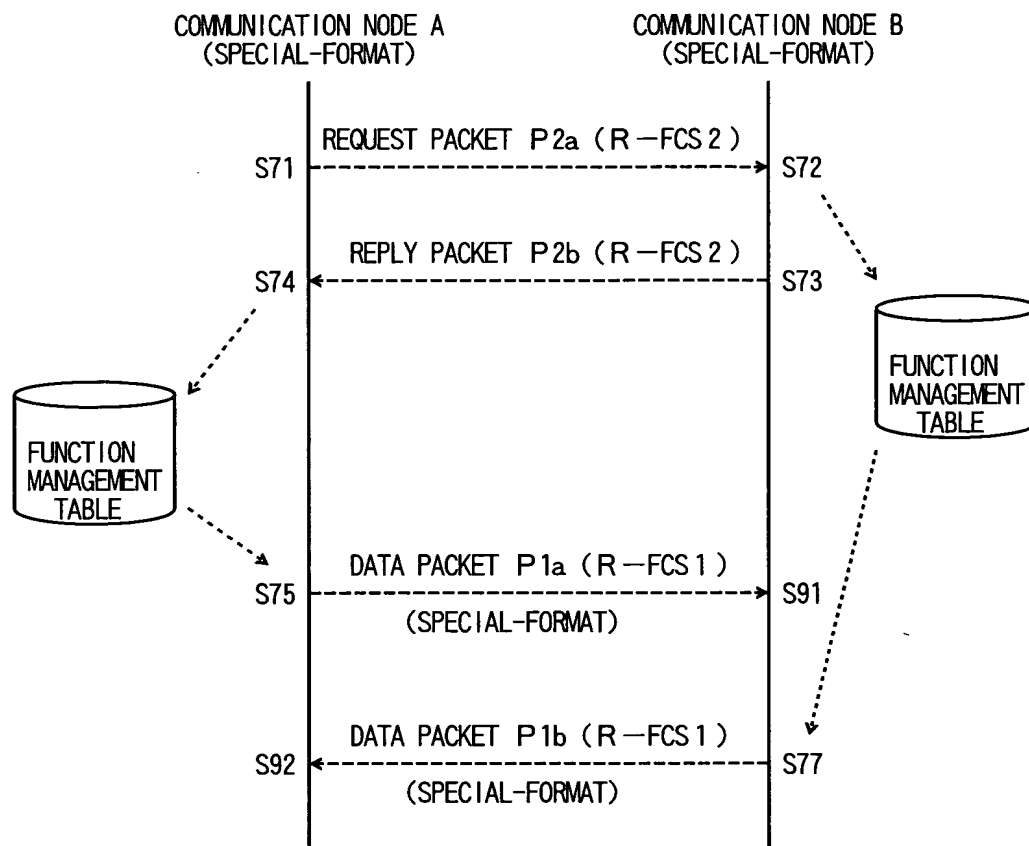 COMMUNICATION NODE A
(SPECIAL-FORMAT)
COMMUNICATION NODE B
(SPECIAL-FORMAT)
REQUEST PACKET P2a (R-FCS2)
S71
S72
REPLY PACKET P2b (R-FCS2)
S74
S73
FUNCTION
MANAGEMENT
TABLE
FUNCTION
MANAGEMENT
TABLE
DATA PACKET P1a (R-FCS1)
S75
S91
(SPECIAL-FORMAT)
DATA PACKET P1b (R-FCS1)
S92
S77
(SPECIAL-FORMAT)